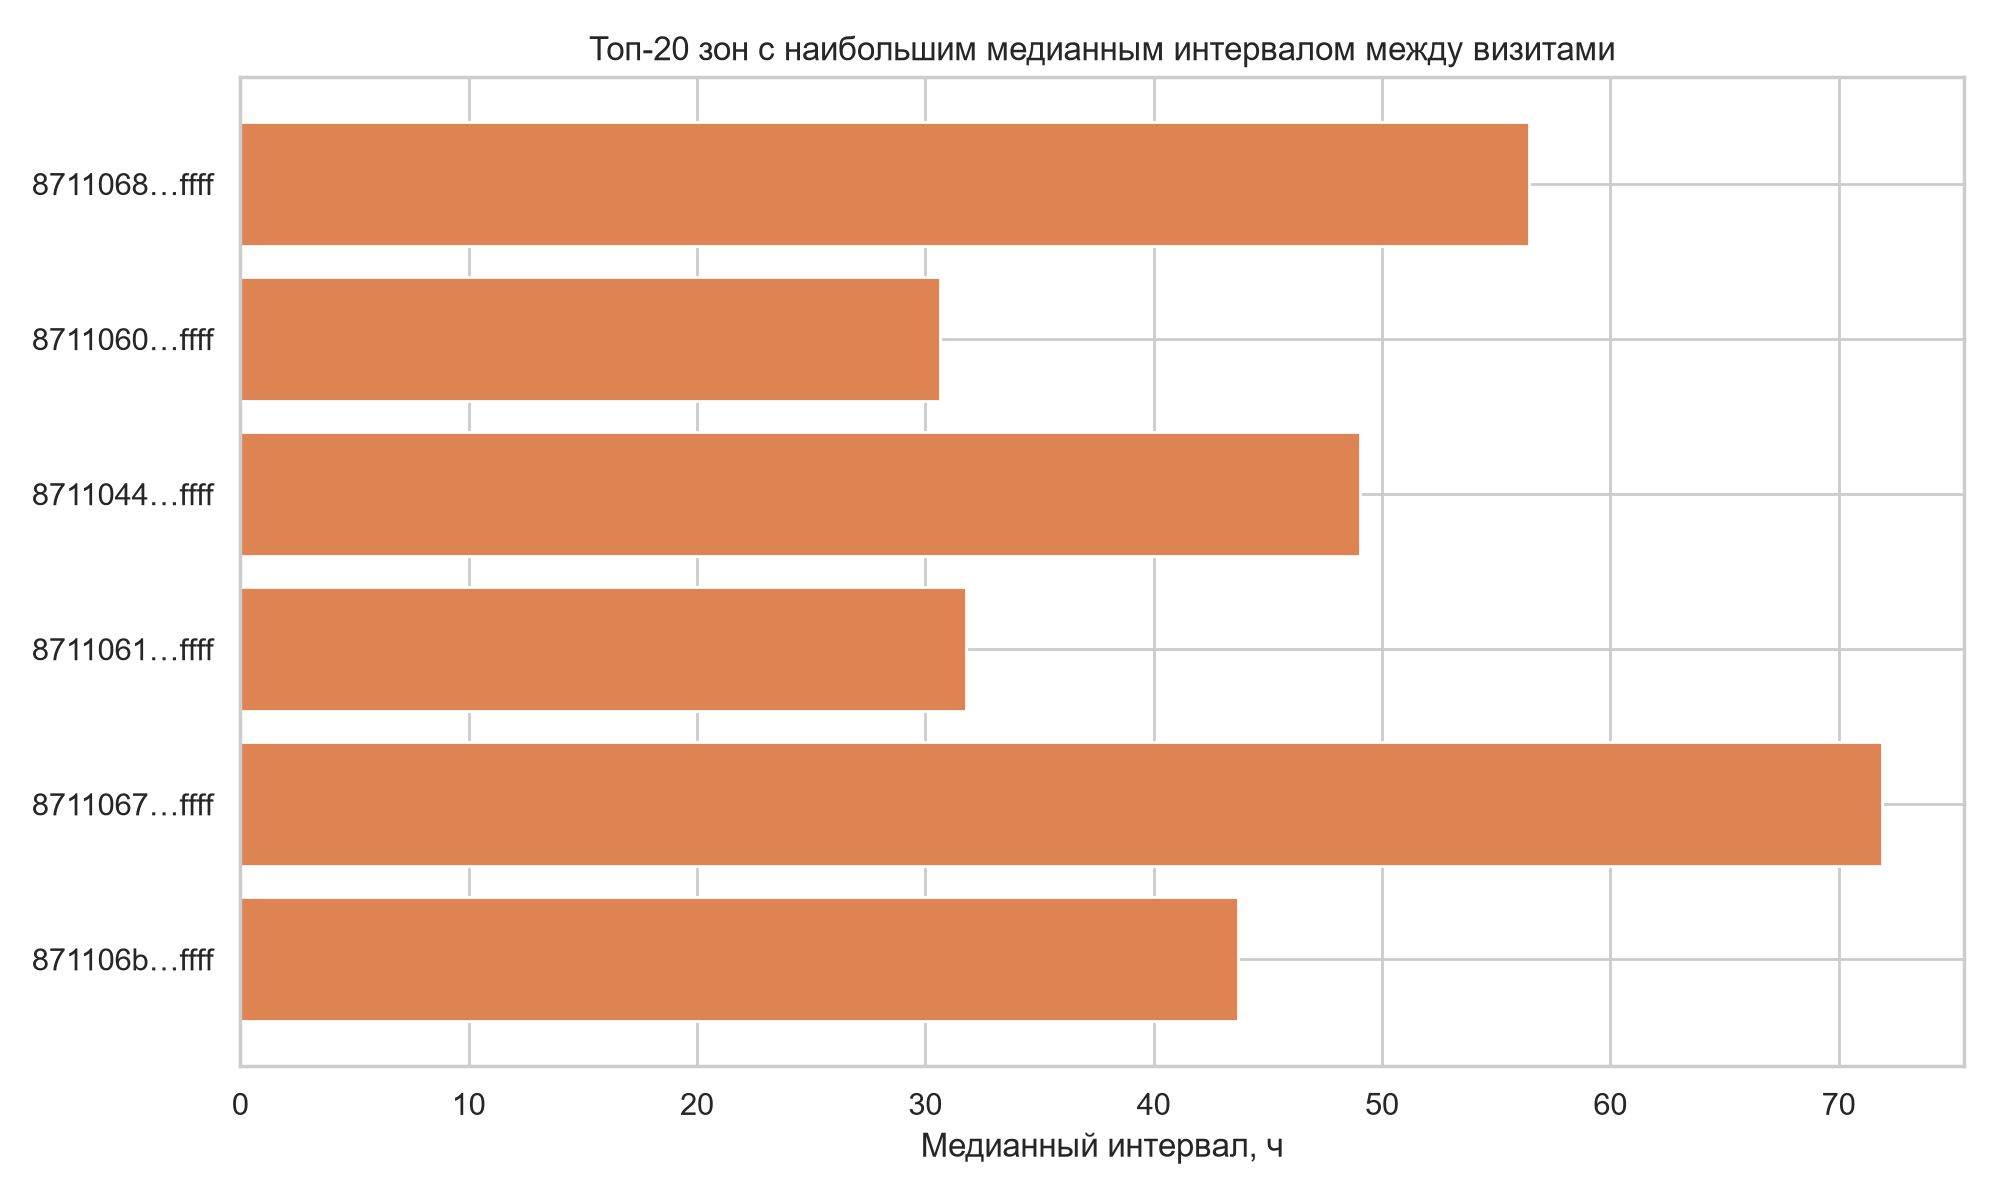 Топ-20 зон с наибольшим медианным интервалом между визитами
8711068…ffff
8711060…ffff
8711044…ffff
8711061…ffff
8711067…ffff
871106b…ffff
0 10 20 30 40 50 60 70
Медианный интервал, ч